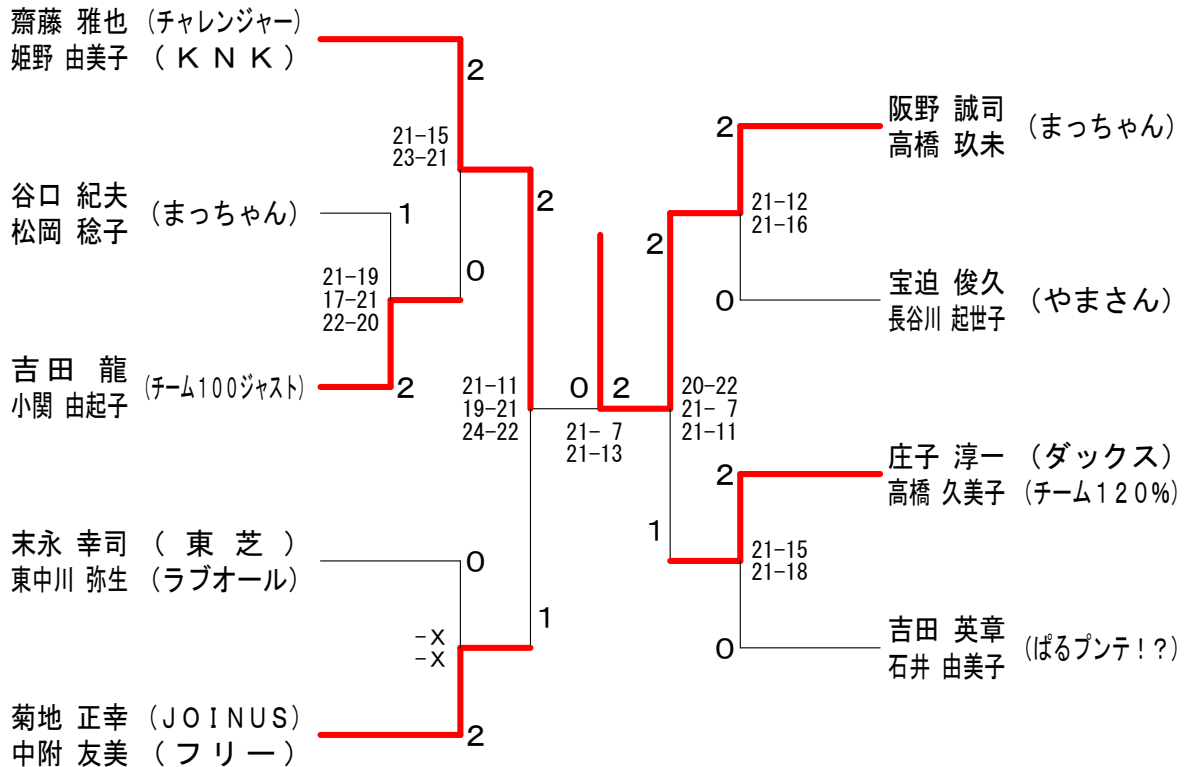 齋藤 雅也 (チャレンジャー)
姫野 由美子 (ＫＮＫ)
2
21-15
23-21
谷口 紀夫
松岡 稔子 (まっちゃん)
1
0
21-19
17-21
22-20
吉田 龍
小関 由起子 (チーム100ジャスト)
2
2
21-11
19-21
24-22
末永 幸司 (東芝)
東中川 弥生 (ラブオール)
0
-X
-X
1
菊地 正幸 (ＪＯＩＮＵＳ)
中附 友美 (フリー)
2
0 2
21- 7
21-13
阪野 誠司
高橋 玖未 (まっちゃん)
2
21-12
21-16
2
宝迫 俊久
長谷川 起世子 (やまさん)
0
20-22
21- 7
21-11
庄子 淳一 (ダックス)
高橋 久美子 (チーム１２０%)
2
1
21-15
21-18
吉田 英章
石井 由美子 (ぱるプンテ！？)
0